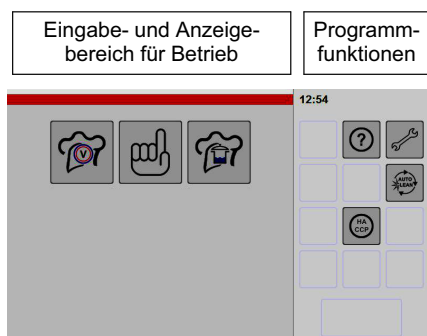 Eingabe- und Anzeige-
bereich für Betrieb
Programm-
funktionen
12:54
V
?
AUTO
CLEAN
HA
CCP